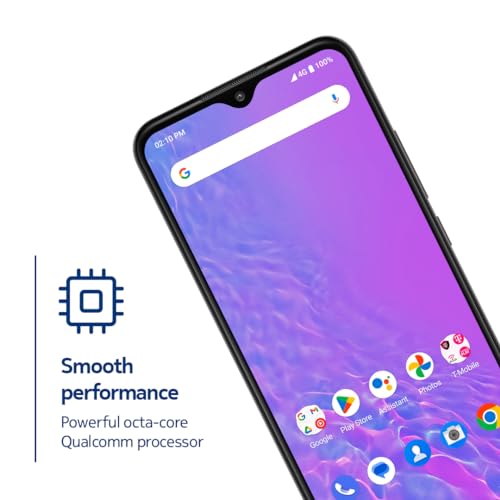 4G 100%
02:10 PM
G
Smooth
performance
Powerful octa-core
Qualcomm processor
Google
Play Store
Assistant
Photos
T-Mobile